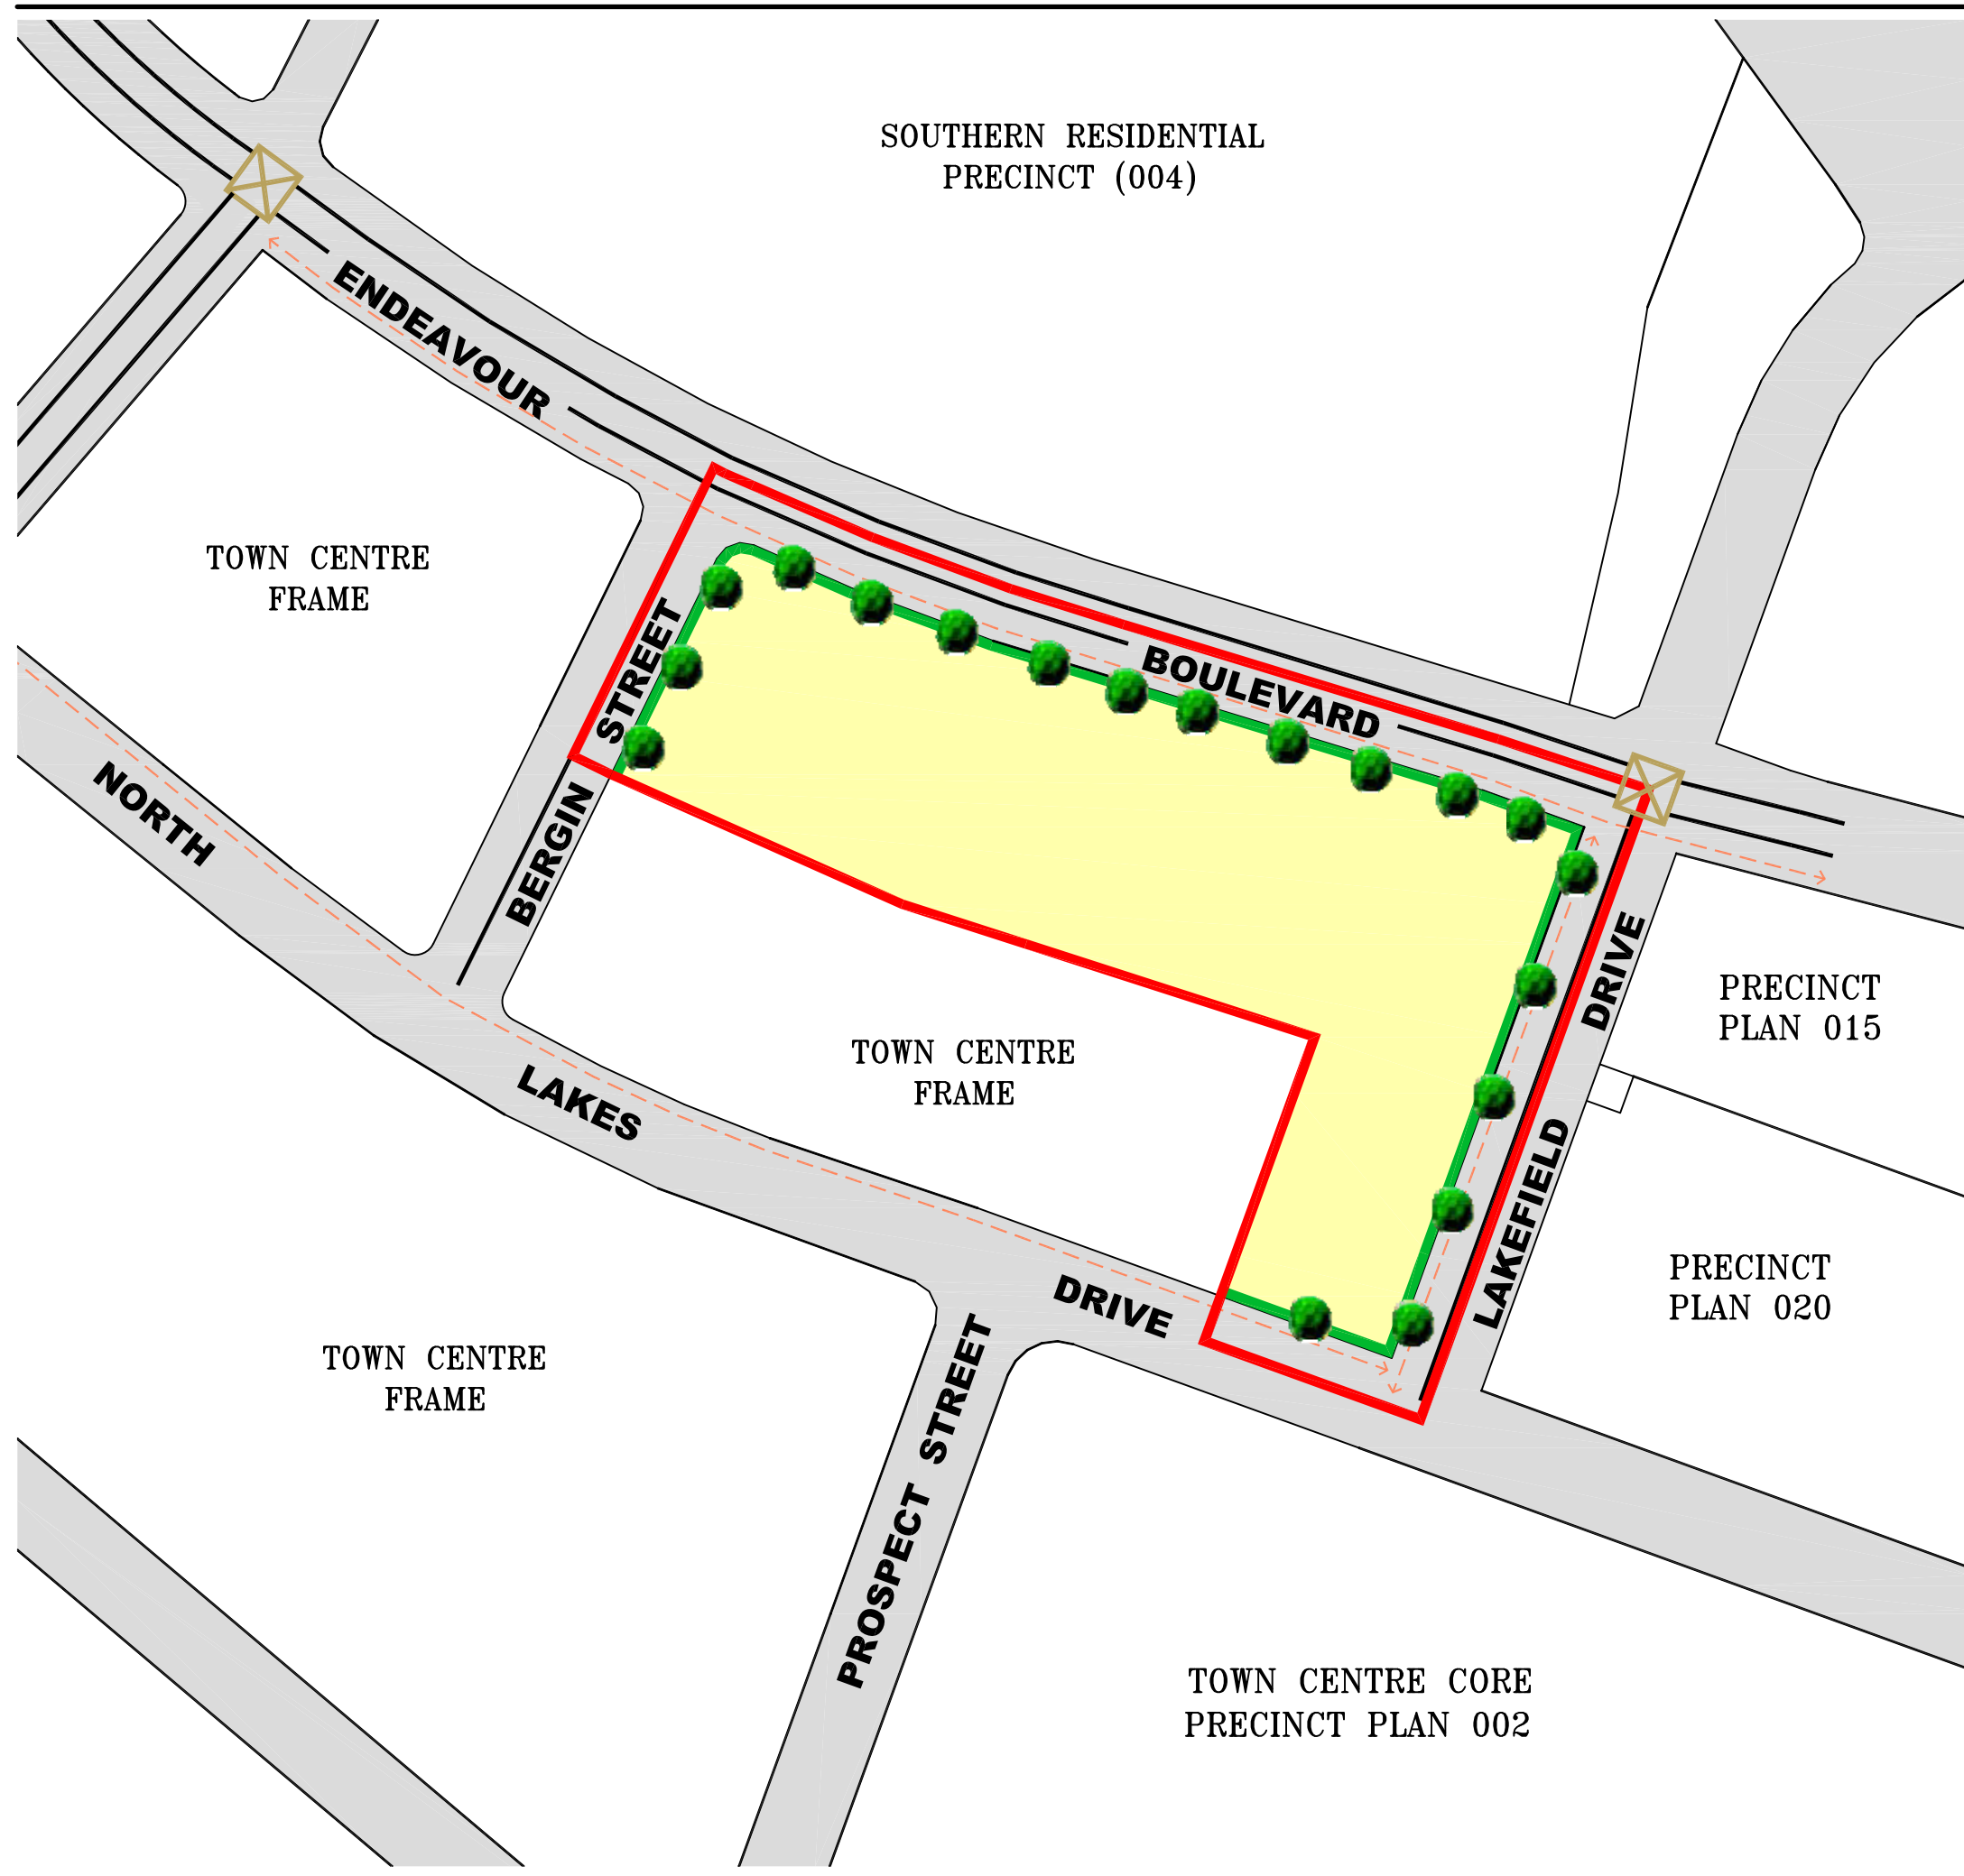 SOUTHERN RESIDENTIAL
PRECINCT (004)
ENDEAVOUR
BOULEVARD
TOWN CENTRE
FRAME
BERGIN STREET
NORTH
LAKES
DRIVE
TOWN CENTRE
FRAME
LAKEFIELD DRIVE
PRECINCT
PLAN 015
PRECINCT
PLAN 020
TOWN CENTRE
FRAME
PROSPECT STREET
TOWN CENTRE CORE
PRECINCT PLAN 002